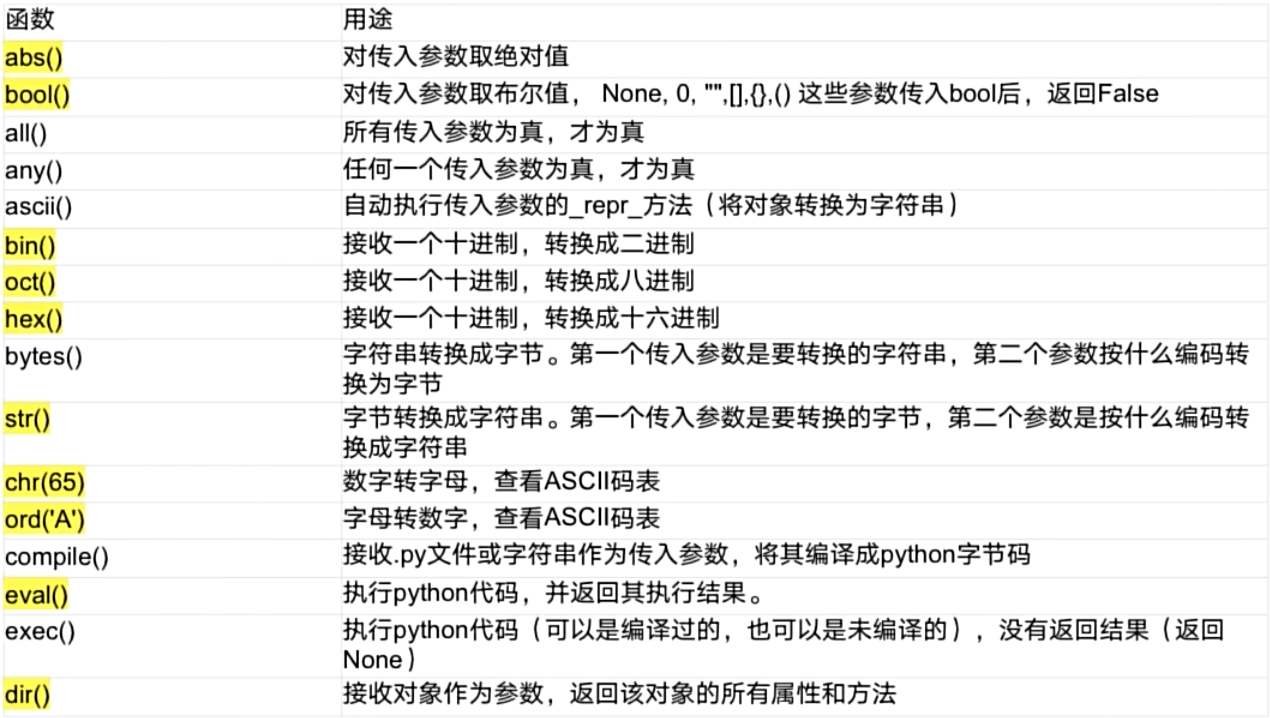 函数 用途
abs() 对传入参数取绝对值
bool() 对传入参数取布尔值， None, 0, "",[],{},() 这些参数传入bool后，返回False
all() 所有传入参数为真，才为真
any() 任何一个传入参数为真，才为真
ascii() 自动执行传入参数的_repr_方法（将对象转换为字符串）
bin() 接收一个十进制，转换成二进制
oct() 接收一个十进制，转换成八进制
hex() 接收一个十进制，转换成十六进制
bytes() 字符串转换成字节。第一个传入参数是要转换的字符串，第二个参数按什么编码转
换为字节
str() 字节转换成字符串。第一个传入参数是要转换的字节，第二个参数是按什么编码转
换成字符串
chr(65) 数字转字母，查看ASCII码表
ord('A') 字母转数字，查看ASCII码表
compile() 接收.py文件或字符串作为传入参数，将其编译成python字节码
eval() 执行python代码，并返回其执行结果。
exec() 执行python代码（可以是编译过的，也可以是未编译的），没有返回结果（返回
None）
dir() 接收对象作为参数，返回该对象的所有属性和方法